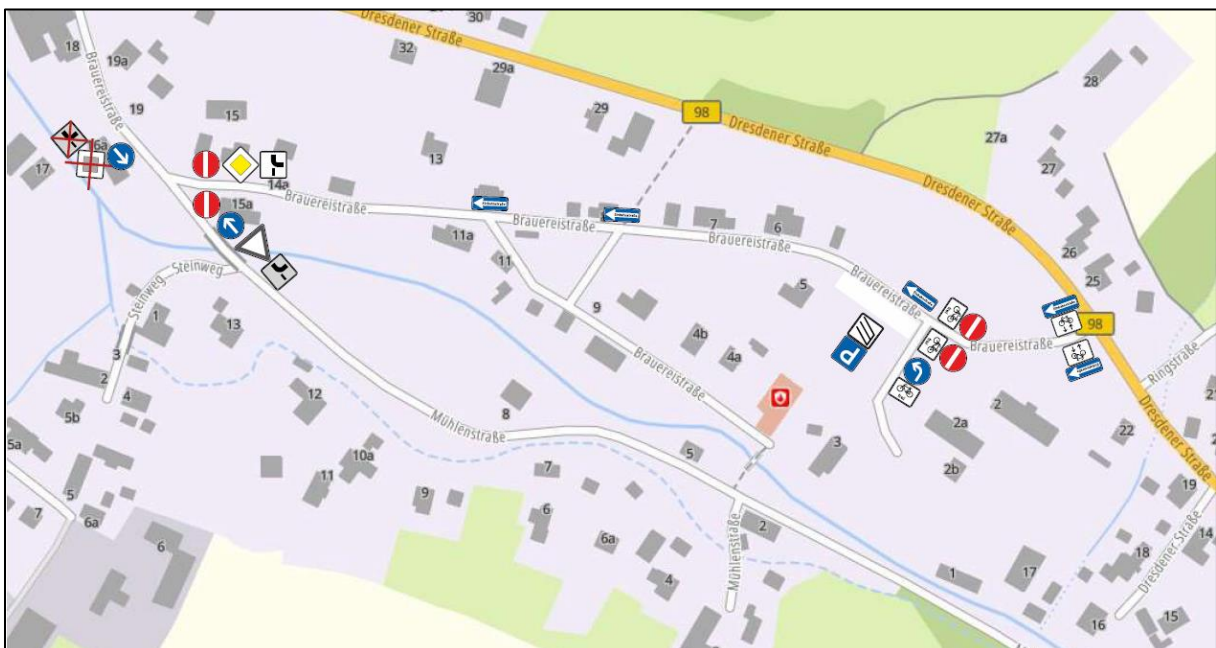 Dresdener Straße
30
18
32
Brauereistraße
19a
29a
28
19
15
29
98
Dresdener Straße
27a
6a
17
13
27
14a
Dresdener Straße
15a
Brauereistraße
Brauereistraße
7
6
Brauereistraße
26
11a
11
25
Steinweg
Steinweg
Brauereistraße
5
9
98
1
13
4b
P
Brauereistraße
Ringstraße
3
4a
2
4
12
Brauereistraße
8
2a
2
Dresdener Straße
5b
Mühlenstraße
22
5a
10a
5
3
2b
11
7
5
9
19
7
6a
6
Mühlenstraße
2
14
6
6a
18
4
1
17
Dresdener Straße
16
15